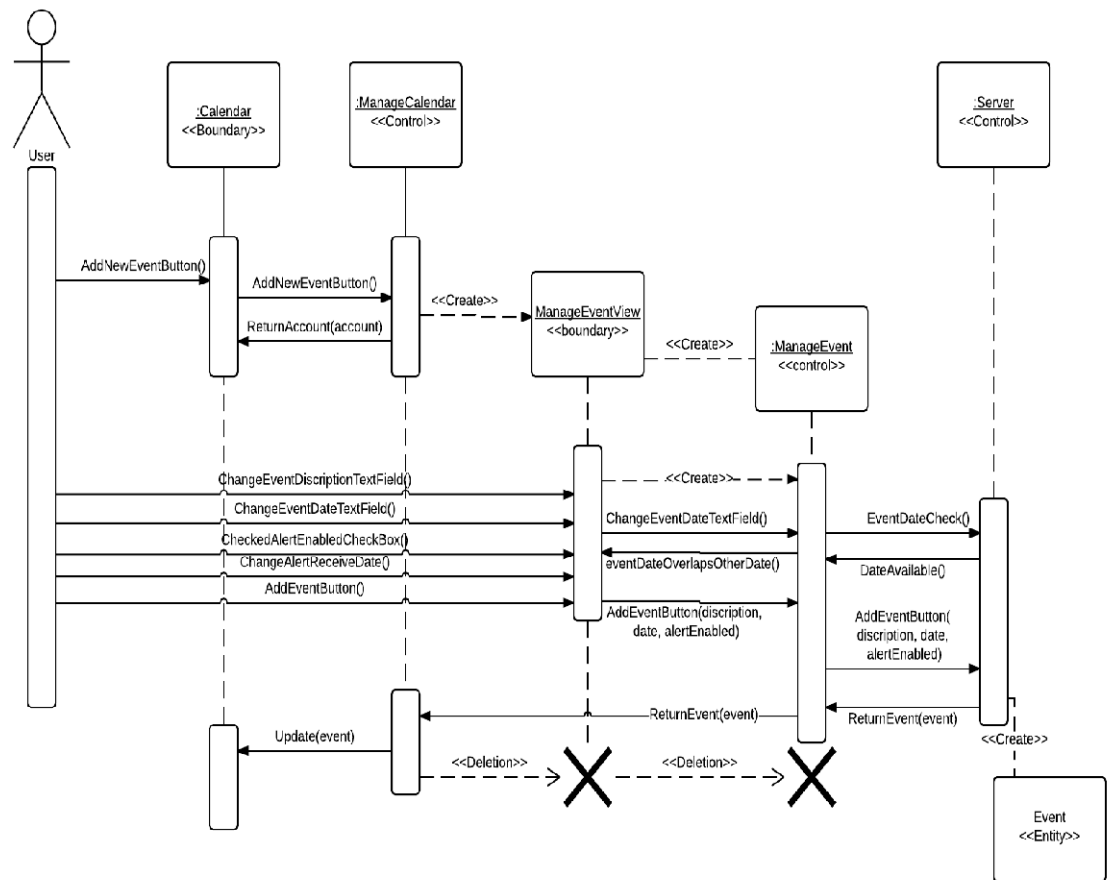 User
:Calendar
<<Boundary>>
:ManageCalendar
<<Control>>
:Server
<<Control>>
AddNewEventButton()
AddNewEventButton()
ReturnAccount(account)
<<Create>>
ManageEventView
<<boundary>>
<<Create>>
:ManageEvent
<<control>>
ChangeEventDiscriptionTextField()
<<Create>>
ChangeEventDateTextField()
ChangeEventDateTextField()
EventDateCheck()
CheckedAlertEnabledCheckBox()
eventDateOverlapsOtherDate()
DateAvailable()
ChangeAlertReceiveDate()
AddEventButton()
AddEventButton(discription,
date, alertEnabled)
AddEventButton(
discription, date,
alertEnabled)
ReturnEvent(event)
ReturnEvent(event)
Update(event)
<<Create>>
<<Deletion>>
<<Deletion>>
Event
<<Entity>>